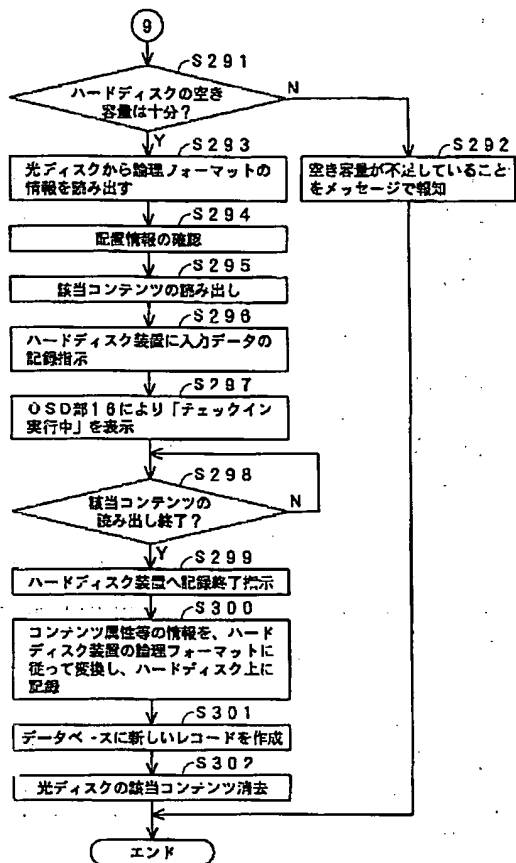 9
S291
ハードディスクの空き
容量は十分?
N
Y
S292
空き容量が不足していること
をメッセージで報知
S293
光ディスクから論理フォーマットの
情報を読み出す
S294
配置情報の確認
S295
該当コンテンツの読み出し
S296
ハードディスク装置に入力データの
記録指示
S297
OSD部16により「チェックイン
実行中」を表示
S298
該当コンテンツの
読み出し終了?
N
Y
S299
ハードディスク装置へ記録終了指示
S300
コンテンツ属性等の情報を、ハード
ディスク装置の論理フォーマットに
従って変換し、ハードディスク上に
記録
S301
データベースに新しいレコードを作成
S302
光ディスクの該当コンテンツ消去
エンド